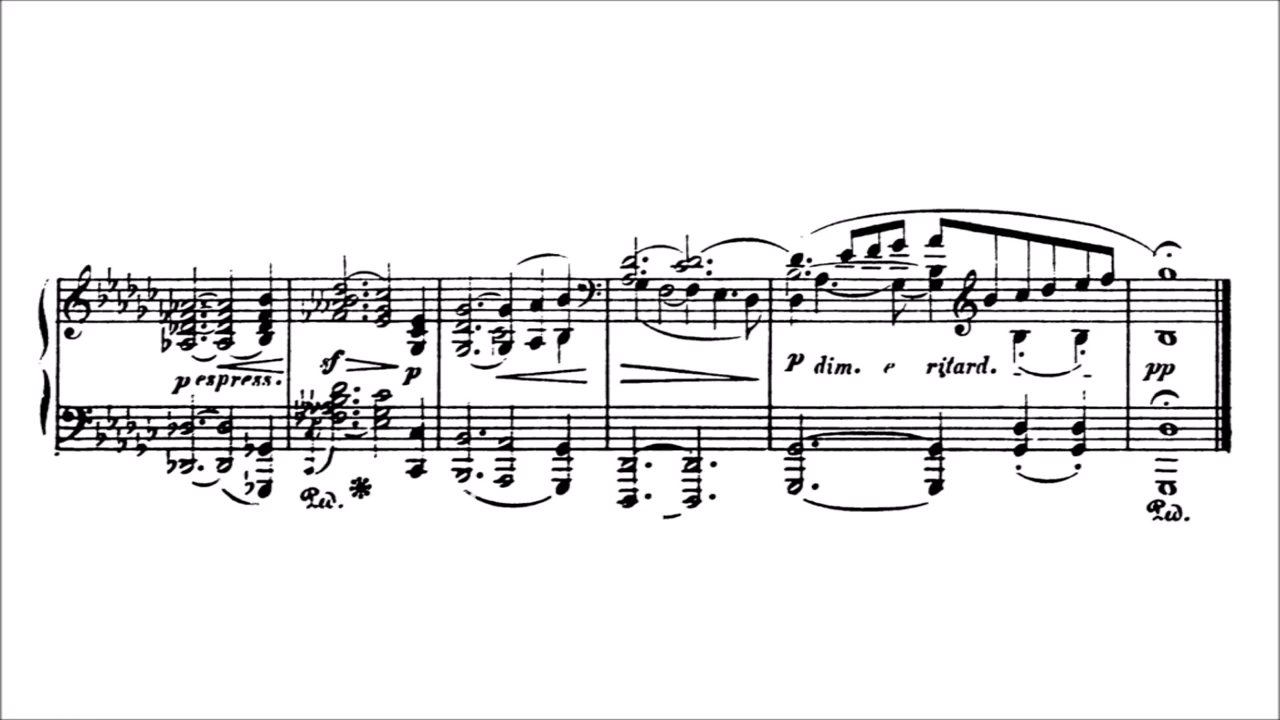 p espress.
sf
p
p dim. e ritard.
pp
Ped.
Ped.